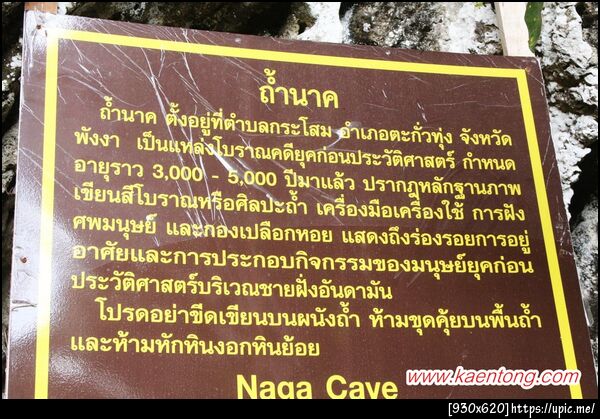 ถ้ำนาค
ถ้ำนาค ตั้งอยู่ที่ตำบลกระโสม อำเภอตะกั่วทุ่ง จังหวัด
พังงา เป็นแหล่งโบราณคดียุคก่อนประวัติศาสตร์ กำหนด
อายุราว 3,000 - 5,000 ปีมาแล้ว ปรากฎหลักฐานภาพ
เขียนสีโบราณหรือศิลปะถ้ำ เครื่องมือเครื่องใช้ การฝัง
ศพมนุษย์ และกองเปลือกหอย แสดงถึงร่องรอยการอยู่
อาศัยและการประกอบกิจกรรมของมนุษย์ยุคก่อน
ประวัติศาสตร์บริเวณชายฝั่งอันดามัน
โปรดอย่าขีดเขียนบนผนังถ้ำ ห้ามขุดคุ้ยบนพื้นถ้ำ
และห้ามหักหินงอกหินย้อย
Naga Cave
www.kaentong.com
[930x620]https://upic.me/